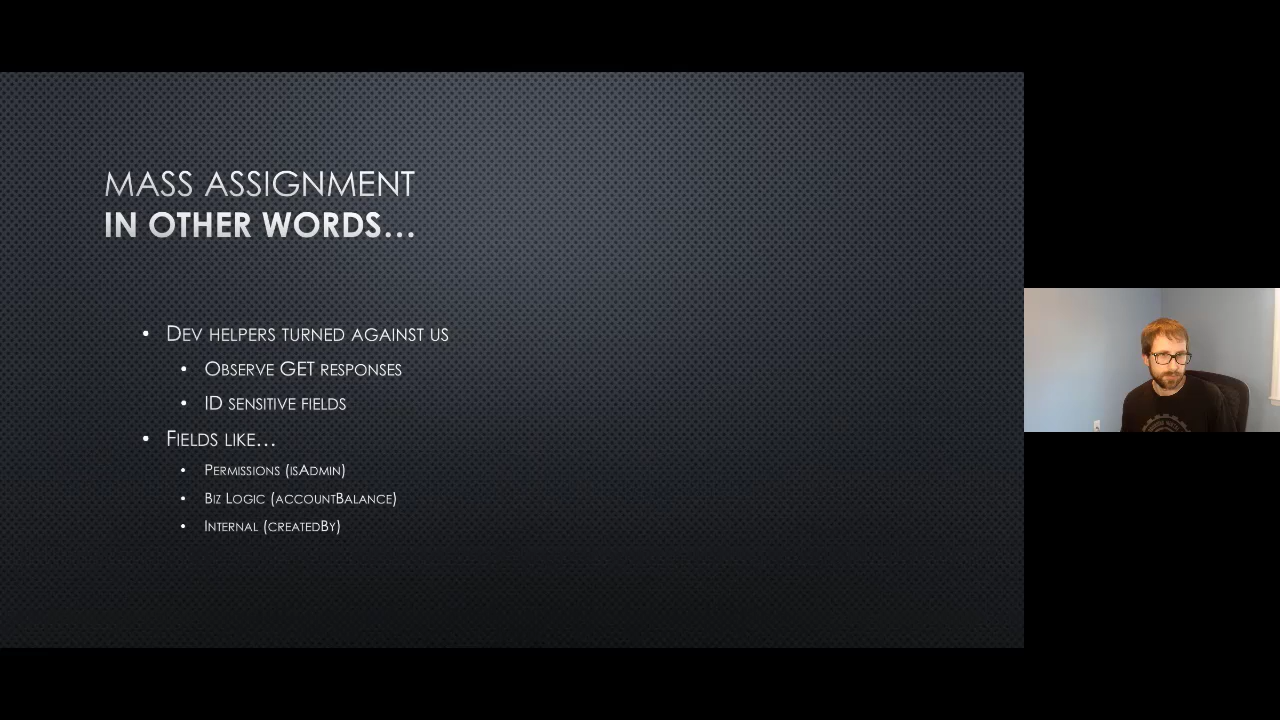 MASS ASSIGNMENT
IN OTHER WORDS...
• DEV HELPERS TURNED AGAINST US
• OBSERVE GET RESPONSES
• ID SENSITIVE FIELDS
• FIELDS LIKE...
• PERMISSIONS (ISADMIN)
• BIZ LOGIC (ACCOUNTBALANCE)
• INTERNAL (CREATEDBY)